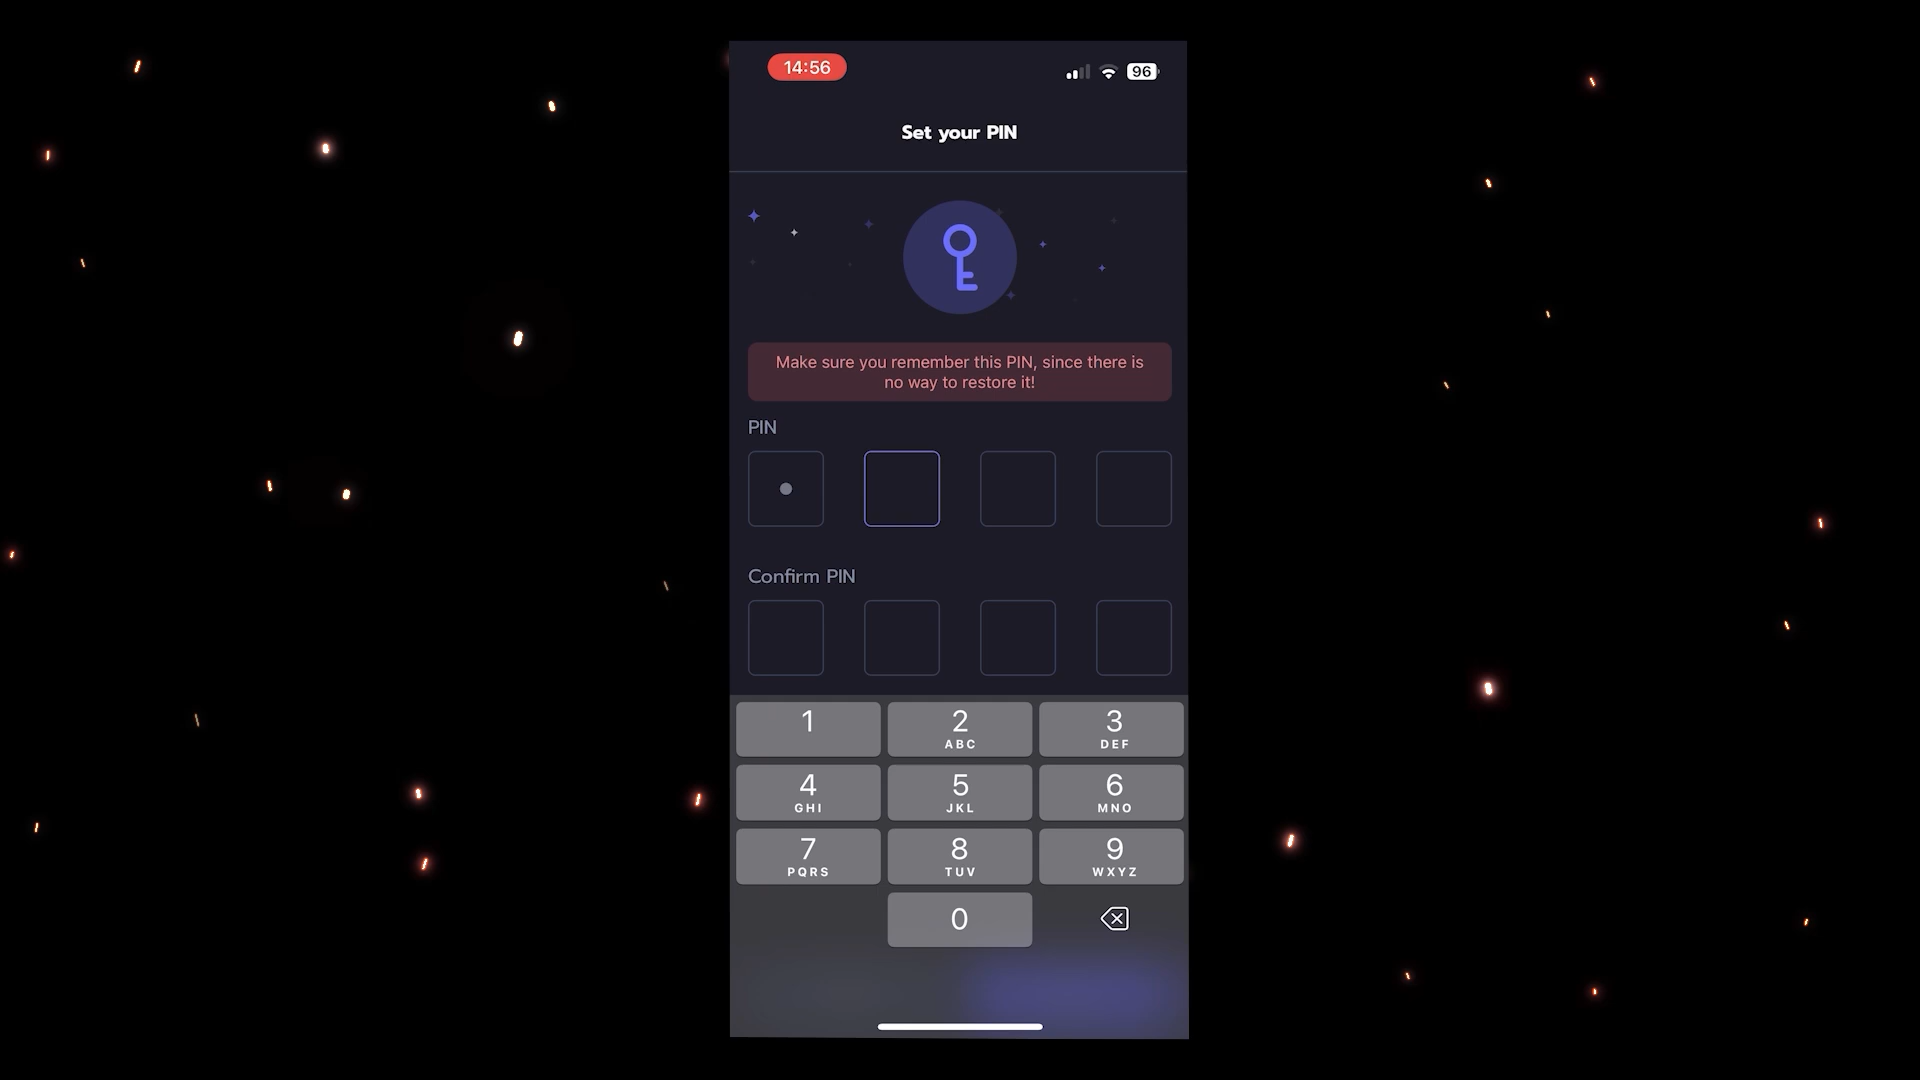 14:56
96
Set your PIN
Make sure you remember this PIN, since there is
no way to restore it!
PIN
Confirm PIN
1
2
ABC
3
DEF
4
GHI
5
JKL
6
MNO
7
PQRS
8
TUV
9
WXYZ
0